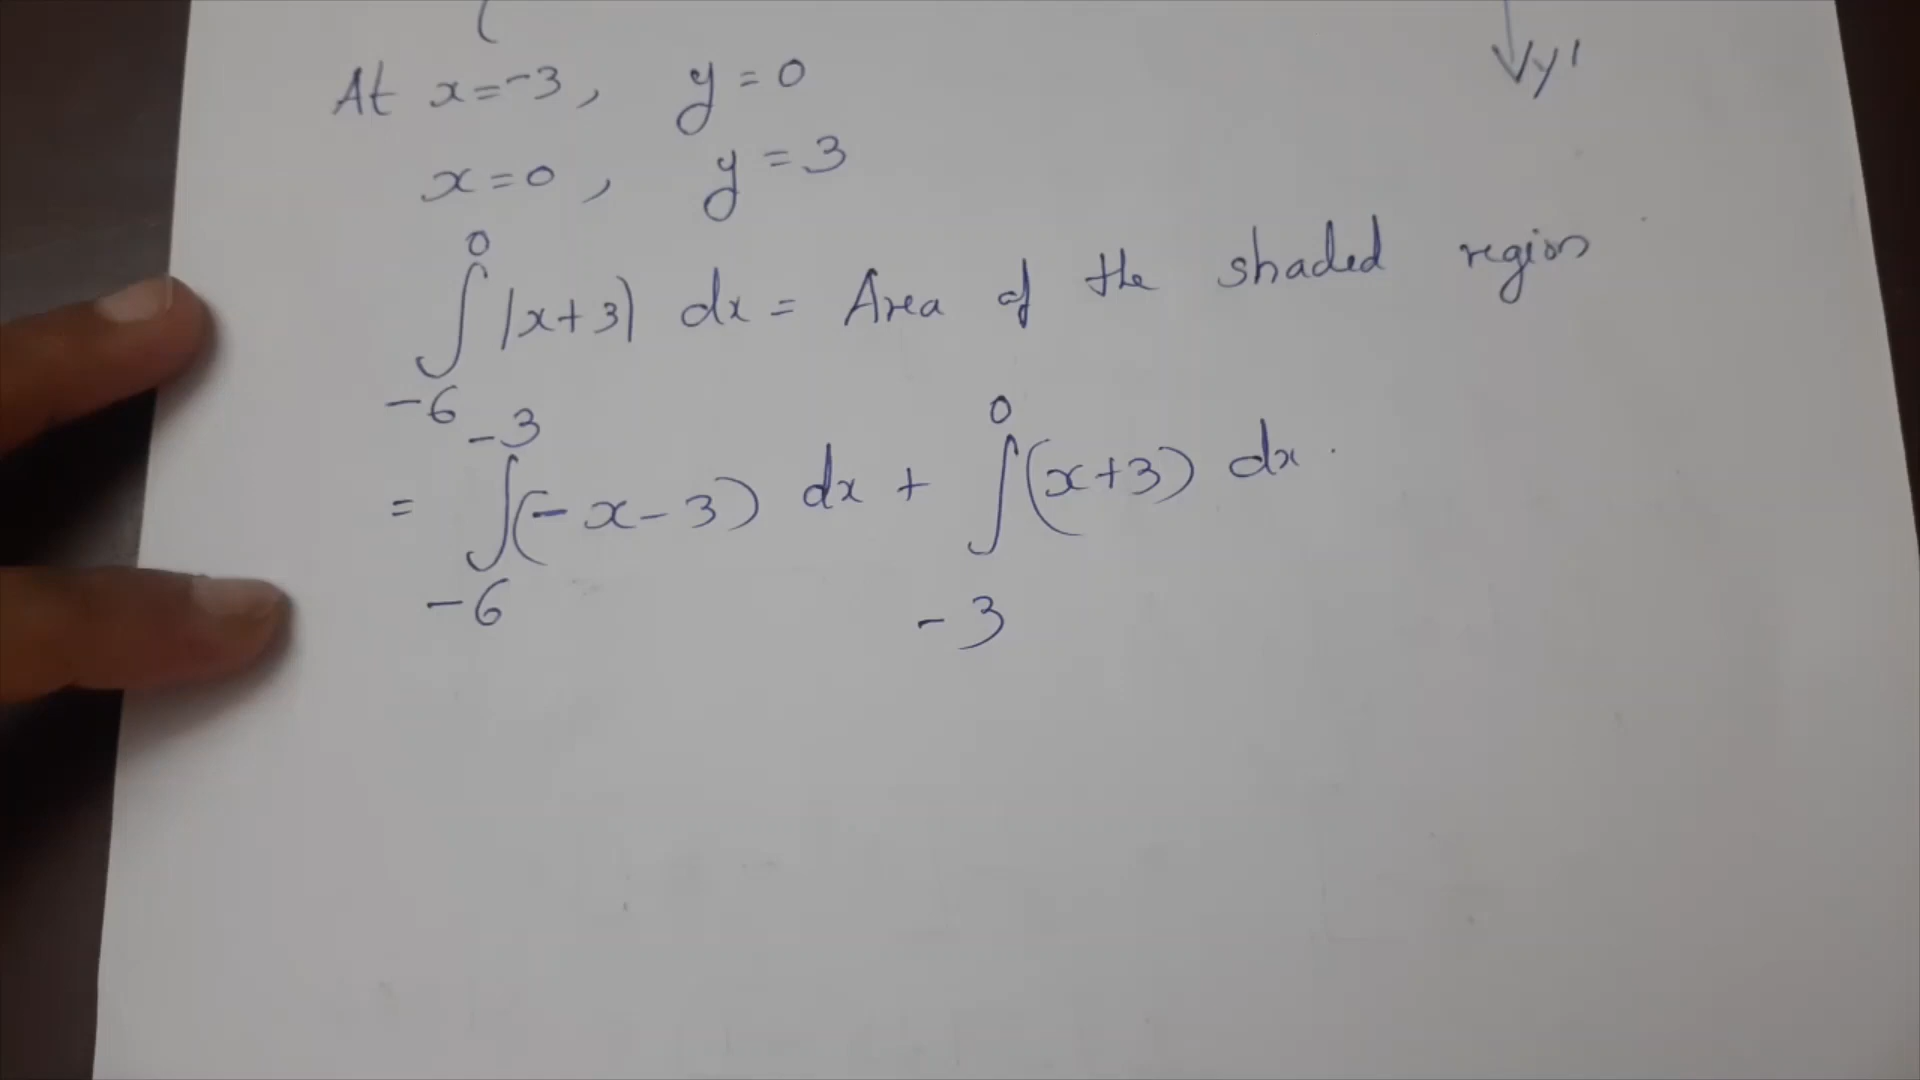 y'
At x=-3, y=0
x=0, y=3
∫_{-6}^{0} |x+3| dx = Area of the shaded region
= ∫_{-6}^{-3} (-x-3) dx + ∫_{-3}^{0} (x+3) dx.